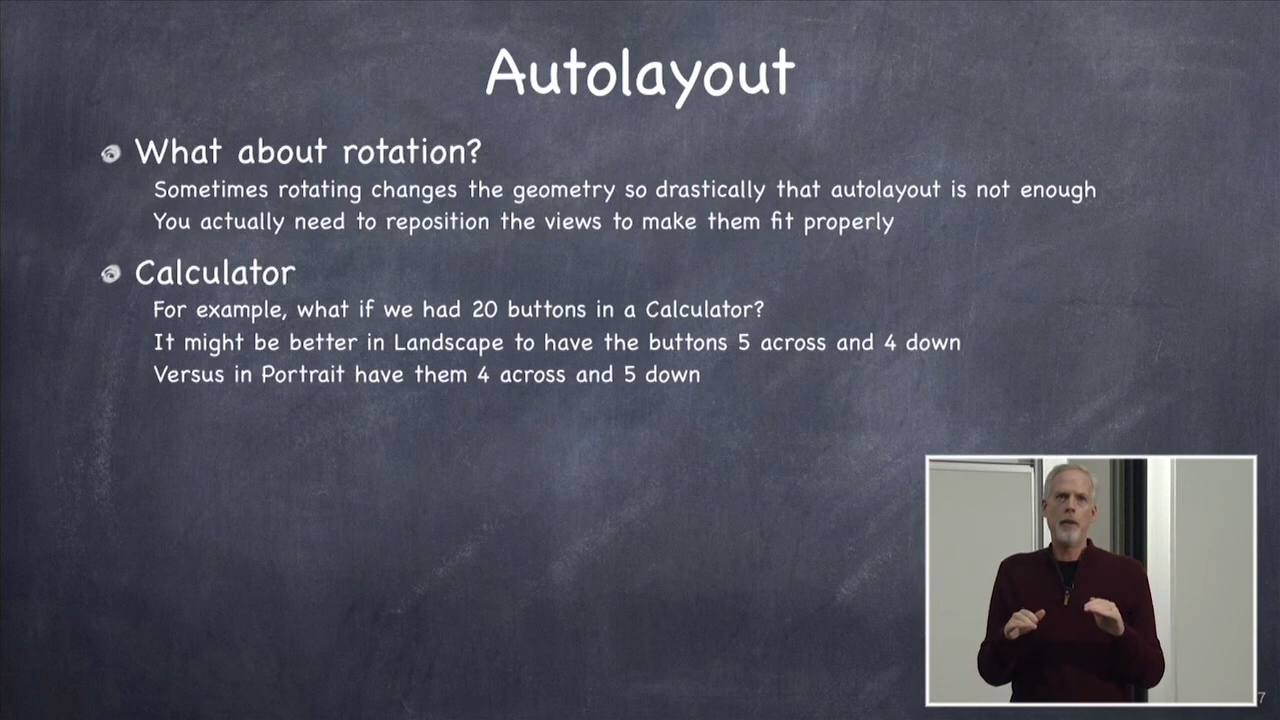 Autolayout
What about rotation?
Sometimes rotating changes the geometry so drastically that autolayout is not enough
You actually need to reposition the views to make them fit properly
Calculator
For example, what if we had 20 buttons in a Calculator?
It might be better in Landscape to have the buttons 5 across and 4 down
Versus in Portrait have them 4 across and 5 down
7